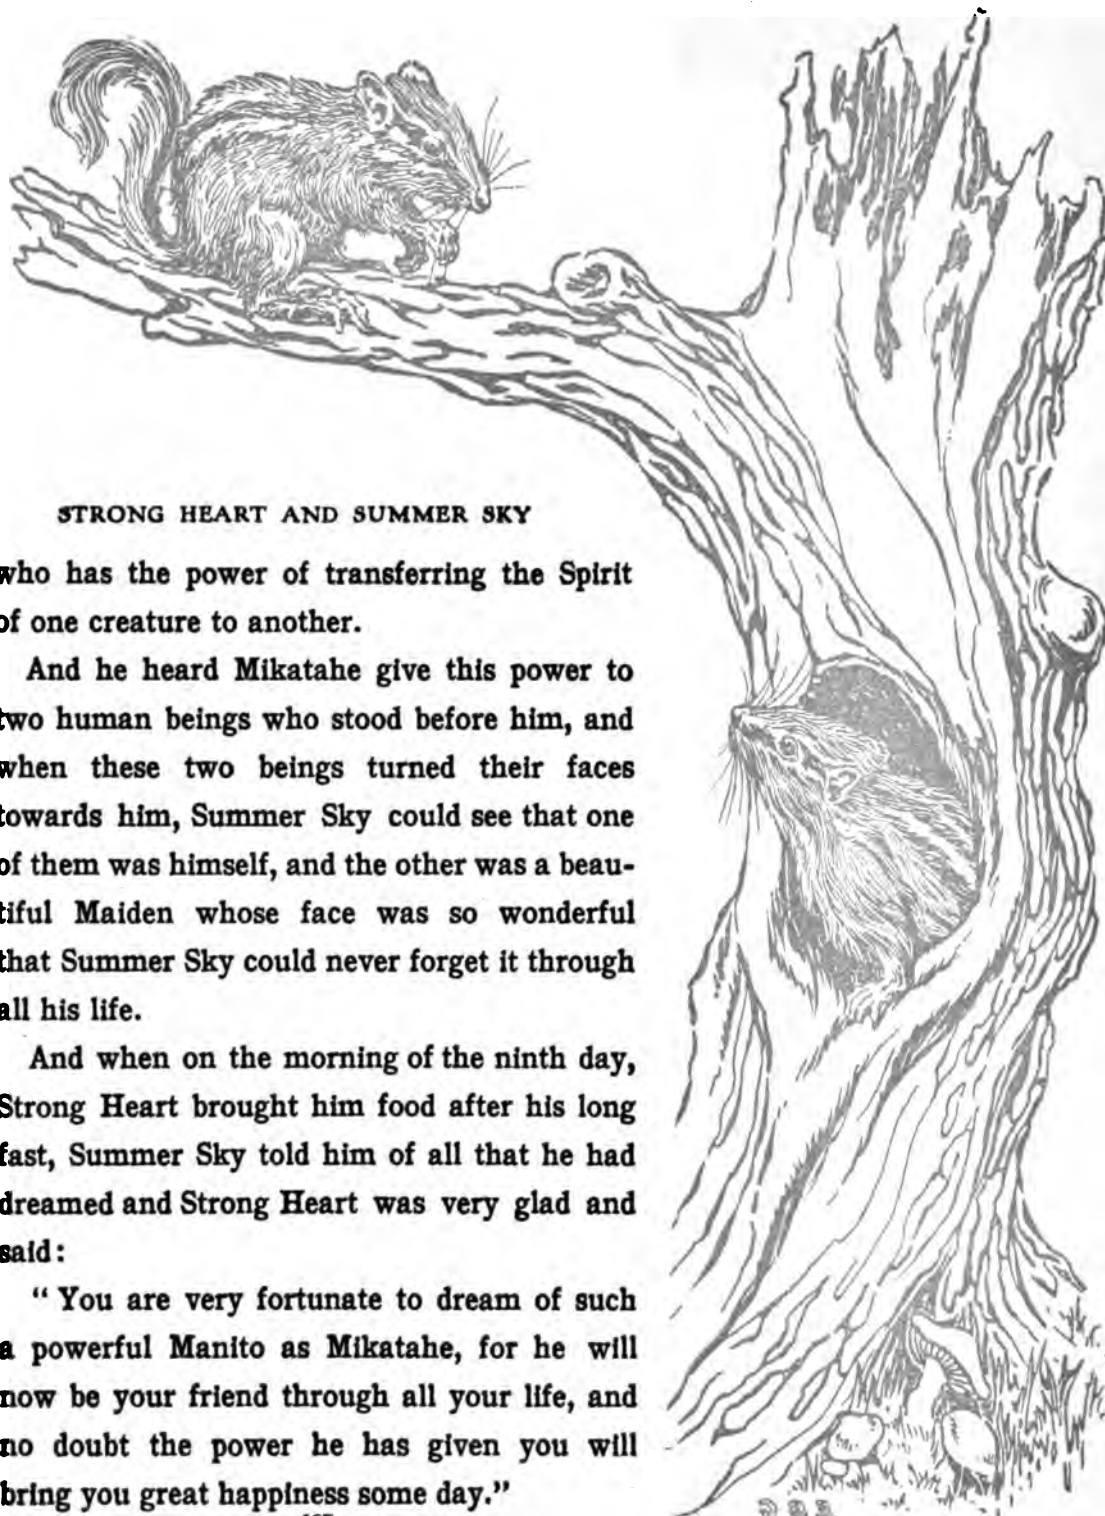 STRONG HEART AND SUMMER SKY
who has the power of transferring the Spirit
of one creature to another.
And he heard Mikatahe give this power to
two human beings who stood before him, and
when these two beings turned their faces
towards him, Summer Sky could see that one
of them was himself, and the other was a beau-
tiful Maiden whose face was so wonderful
that Summer Sky could never forget it through
all his life.
And when on the morning of the ninth day,
Strong Heart brought him food after his long
fast, Summer Sky told him of all that he had
dreamed and Strong Heart was very glad and
said:
“ You are very fortunate to dream of such
a powerful Manito as Mikatahe, for he will
now be your friend through all your life, and
no doubt the power he has given you will
bring you great happiness some day.”